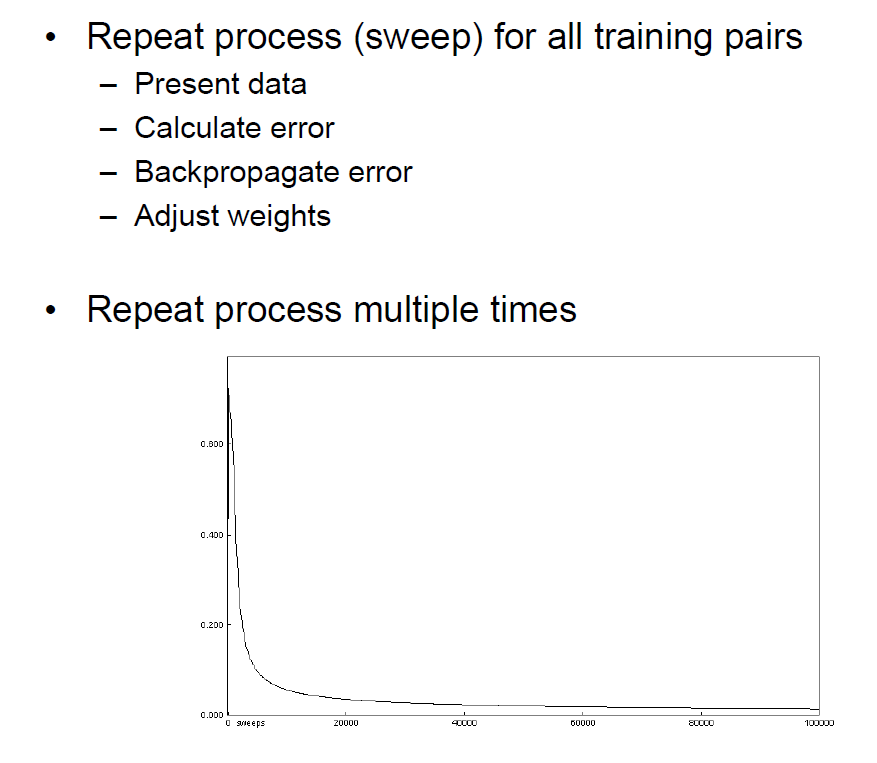 • Repeat process (sweep) for all training pairs
– Present data
– Calculate error
– Backpropagate error
– Adjust weights
• Repeat process multiple times
0.600
0.400
0.200
0.000
0 sweeps 20000 40000 60000 80000 100000